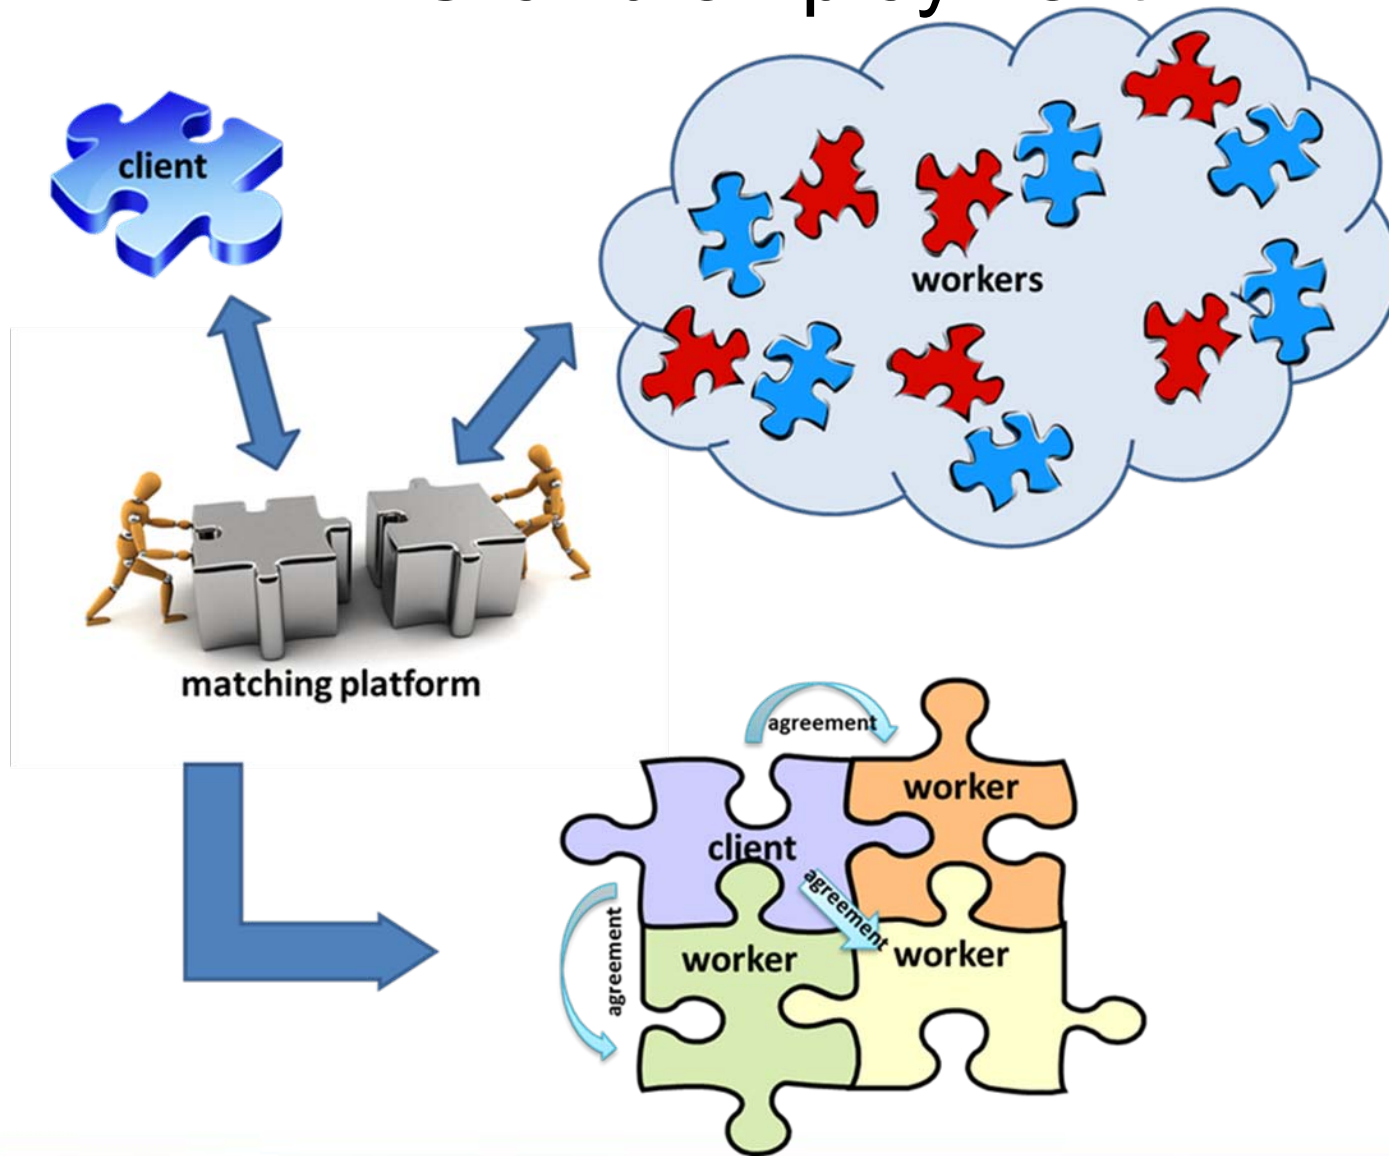 client
workers
matching platform
agreement
worker
client
agreement
agreement
worker
worker